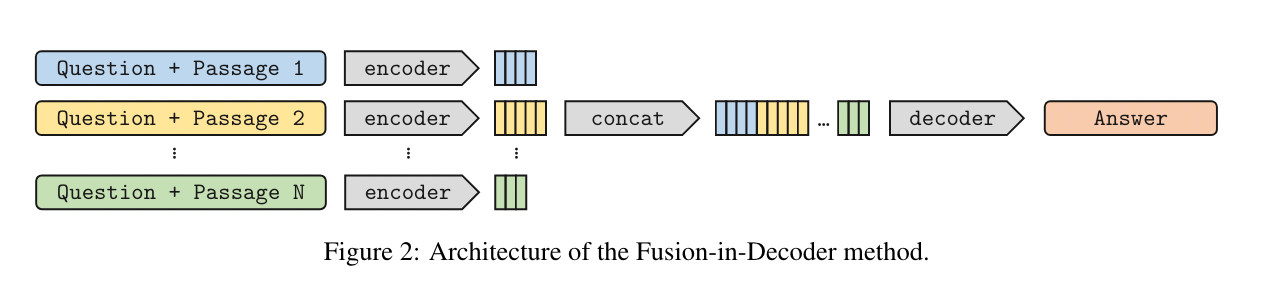 Question + Passage 1 encoder
Question + Passage 2 encoder concat … decoder Answer
⋮ ⋮ ⋮
Question + Passage N encoder
Figure 2: Architecture of the Fusion-in-Decoder method.